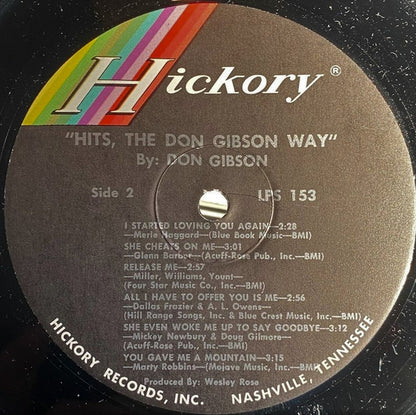 Hickory®
"HITS, THE DON GIBSON WAY"
By: DON GIBSON
Side 2
LPS 153
I STARTED LOVING YOU AGAIN—2:28
—Merle Haggard—(Blue Book Music—BMI)
SHE CHEATS ON ME—3:01
—Glenn Barber—(Acuff-Rose Pub., Inc.—BMI)
RELEASE ME—2:57
—Miller, Williams, Yount—
(Four Star Music Co., Inc.—BMI)
ALL I HAVE TO OFFER YOU IS ME—2:56
—Dallas Frazier & A. L. Owens—
(Hill Range Songs, Inc. & Blue Crest Music, Inc.—BMI)
SHE EVEN WOKE ME UP TO SAY GOODBYE—3:12
—Mickey Newbury & Doug Gilmore—
(Acuff-Rose Pub., Inc.—BMI)
YOU GAVE ME A MOUNTAIN—3:15
—Marty Robbins—(Mojave Music, Inc.—BMI)
Produced By: Wesley Rose
HICKORY RECORDS, INC. NASHVILLE, TENNESSEE